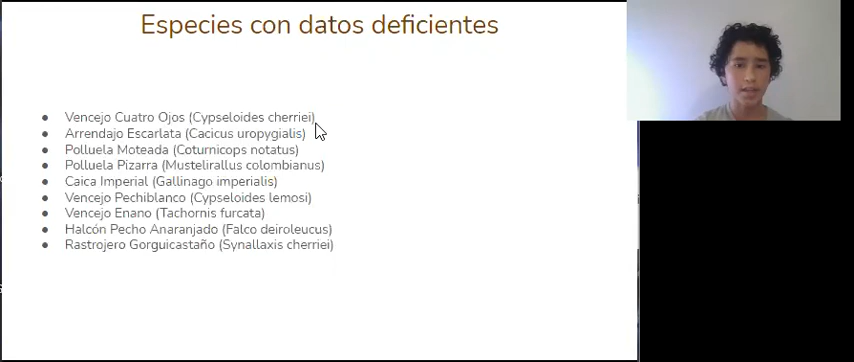 Especies con datos deficientes
● Vencejo Cuatro Ojos (Cypseloides cherriei)
● Arrendajo Escarlata (Cacicus uropygialis)
● Polluela Moteada (Coturnicops notatus)
● Polluela Pizarra (Mustelirallus colombianus)
● Caica Imperial (Gallinago imperialis)
● Vencejo Pechiblanco (Cypseloides lemosi)
● Vencejo Enano (Tachornis furcata)
● Halcón Pecho Anaranjado (Falco deiroleucus)
● Rastrojero Gorguicastaño (Synallaxis cherriei)